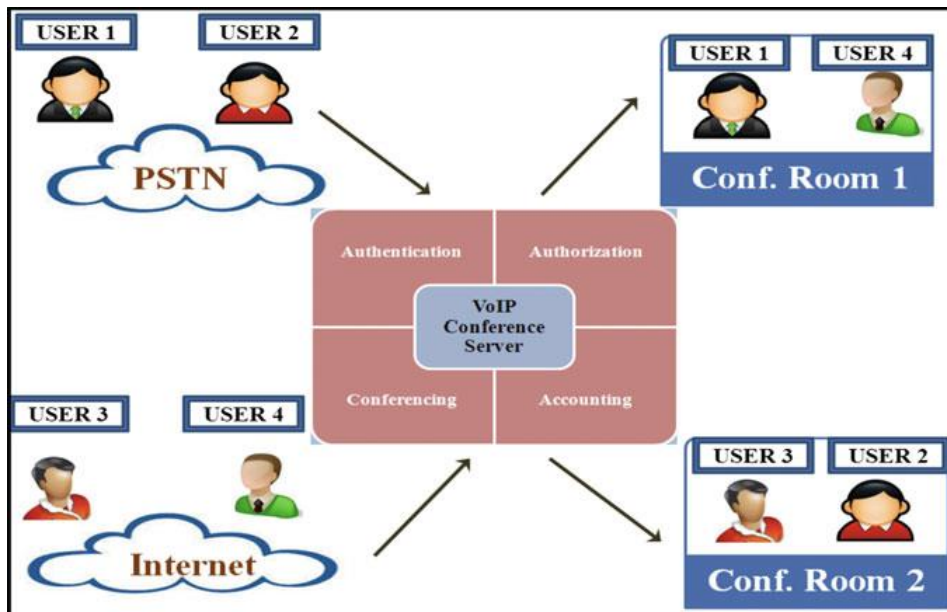 USER 1
USER 2
PSTN
USER 1
USER 4
Conf. Room 1
Authentication
Authorization
VoIP
Conference
Server
Conferencing
Accounting
USER 3
USER 4
Internet
USER 3
USER 2
Conf. Room 2